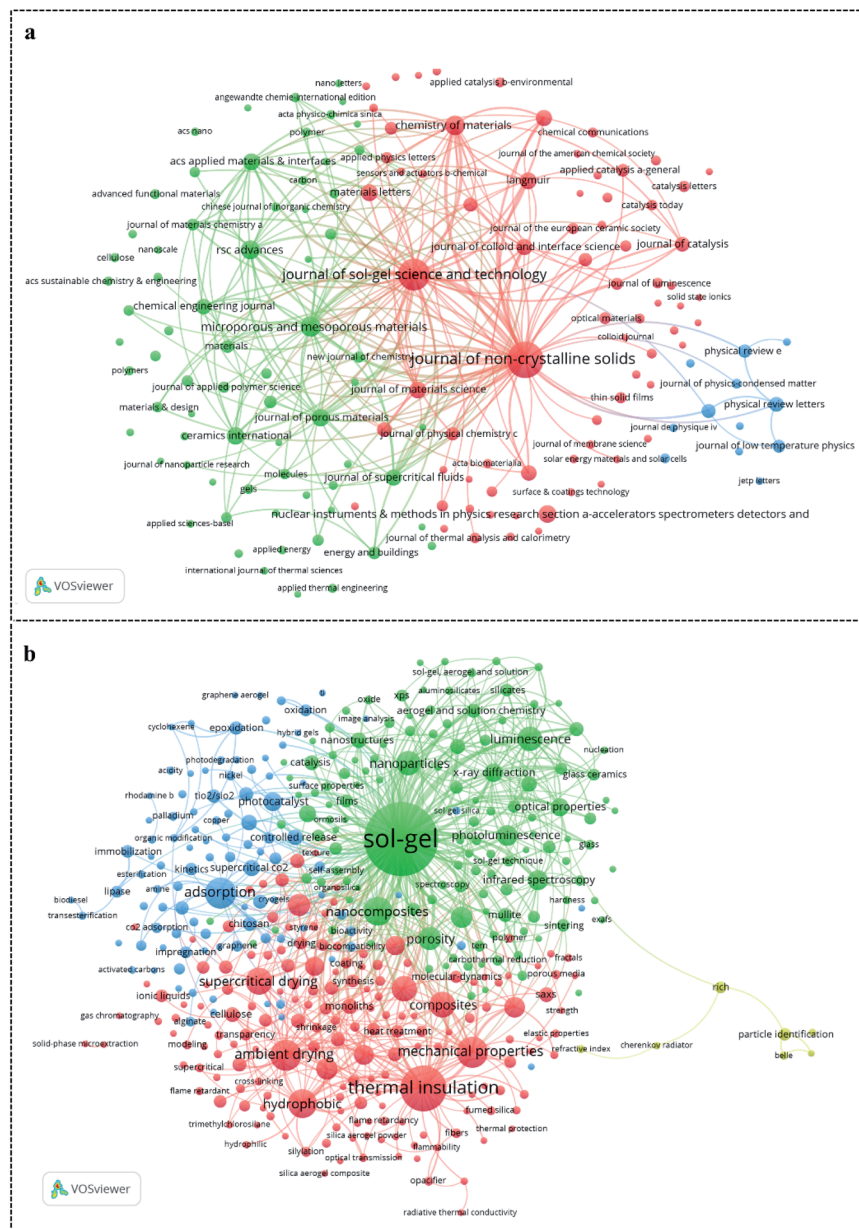 a
nano letters
applied catalysis b-environmental
angewandte chemie-international edition
acta physico-chimica sinica
chemistry of materials
chemical communications
acs nano
polymer
journal of the american chemical society
acs applied materials & interfaces
applied physics letters
sensors and actuators b-chemical
applied catalysis a-general
carbon
langmuir
catalysis letters
advanced functional materials
materials letters
catalysis today
chinese journal of inorganic chemistry
journal of materials chemistry a
journal of the european ceramic society
nanoscale
rsc advances
journal of colloid and interface science
journal of catalysis
cellulose
acs sustainable chemistry & engineering
journal of sol-gel science and technology
journal of luminescence
solid state ionics
chemical engineering journal
optical materials
microporous and mesoporous materials
colloid journal
materials
new journal of chemistry
journal of non-crystalline solids
physical review e
polymers
journal of applied polymer science
journal of materials science
journal of physics-condensed matter
thin solid films
materials & design
journal of porous materials
physical review letters
journal de physique iv
ceramics international
journal of physical chemistry c
journal of membrane science
journal of low temperature physics
journal of nanoparticle research
molecules
acta biomaterialia
solar energy materials and solar cells
gels
journal of supercritical fluids
surface & coatings technology
jetp letters
applied sciences-basel
nuclear instruments & methods in physics research section a-accelerators spectrometers detectors and
journal of thermal analysis and calorimetry
applied energy
energy and buildings
international journal of thermal sciences
applied thermal engineering
VOSviewer
b
sol-gel, aerogel and solution
graphene aerogel
ti
oxide
xps
aluminosilicates
silicates
oxidation
aerogel and solution chemistry
cyclohexene
epoxidation
hybrid gels
image analysis
nanostructures
luminescence
nucleation
photodegradation
catalysis
nanoparticles
acidity
nickel
surface properties
x-ray diffraction
glass ceramics
rhodamine b
tio2/sio2
photocatalyst
films
sol-gel silica
optical properties
palladium
copper
ormosils
organic modification
controlled release
sol-gel
photoluminescence
glass
immobilization
texture
kinetics
supercritical co2
self-assembly
sol-gel technique
esterification
spectroscopy
infrared spectroscopy
biodiesel
lipase
amine
adsorption
organosilica
hardness
transesterification
cryogels
nanocomposites
mullite
exafs
co2 adsorption
chitosan
styrene
bioactivity
polymer
sintering
graphene
drying
biocompatibility
porosity
tem
impregnation
coating
carbothermal reduction
fractals
activated carbons
supercritical drying
synthesis
molecular-dynamics
porous media
rich
ionic liquids
monoliths
composites
saxs
gas chromatography
alginate
cellulose
strength
transparency
shrinkage
heat treatment
elastic properties
particle identification
solid-phase microextraction
modeling
ambient drying
mechanical properties
refractive index
cherenkov radiator
belle
supercritical
cross-linking
thermal insulation
flame retardant
hydrophobic
fumed silica
trimethylchlorosilane
flame retardancy
fibers
thermal protection
hydrophilic
silica aerogel powder
silylation
optical transmission
flammability
silica aerogel composite
opacifier
radiative thermal conductivity
VOSviewer